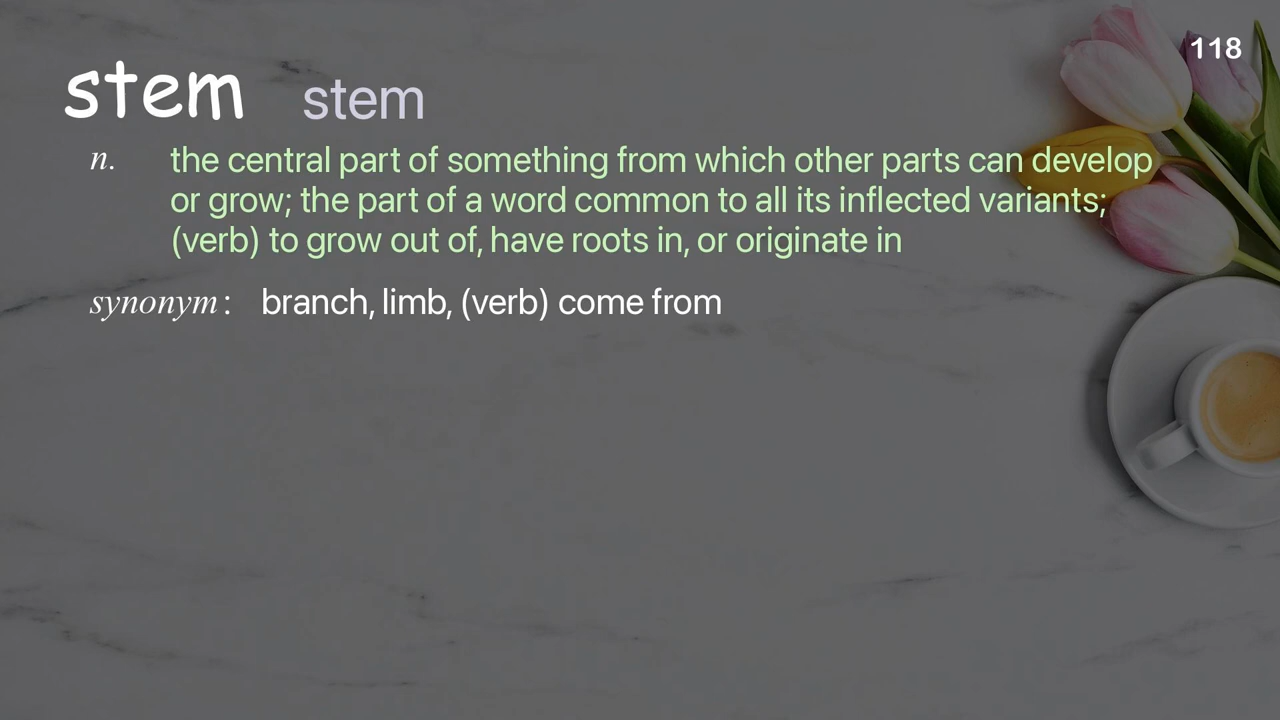 118
stem stem
n. the central part of something from which other parts can develop
or grow; the part of a word common to all its inflected variants;
(verb) to grow out of, have roots in, or originate in
synonym: branch, limb, (verb) come from